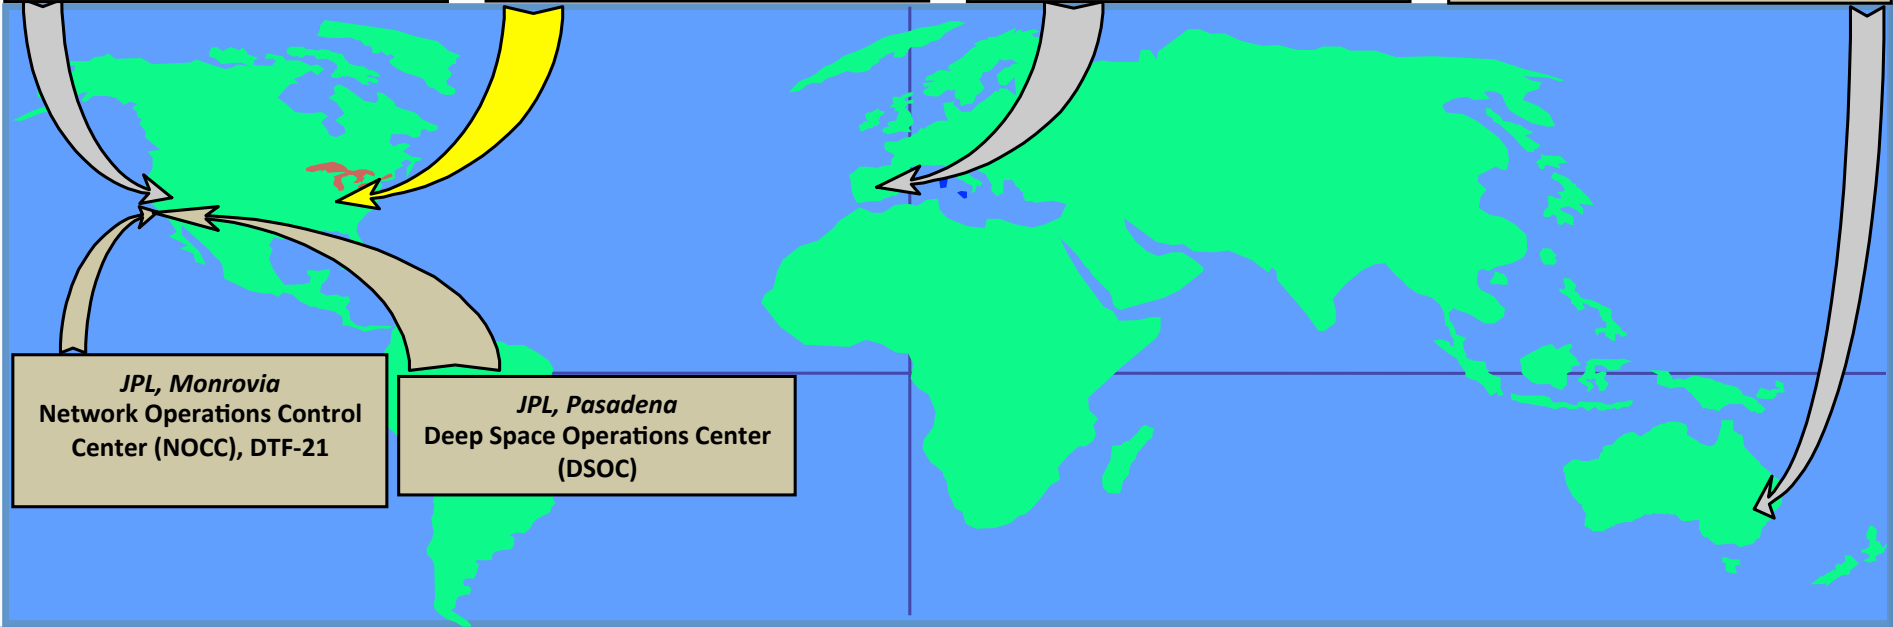 JPL, Monrovia
Network Operations Control
Center (NOCC), DTF-21
JPL, Pasadena
Deep Space Operations Center
(DSOC)